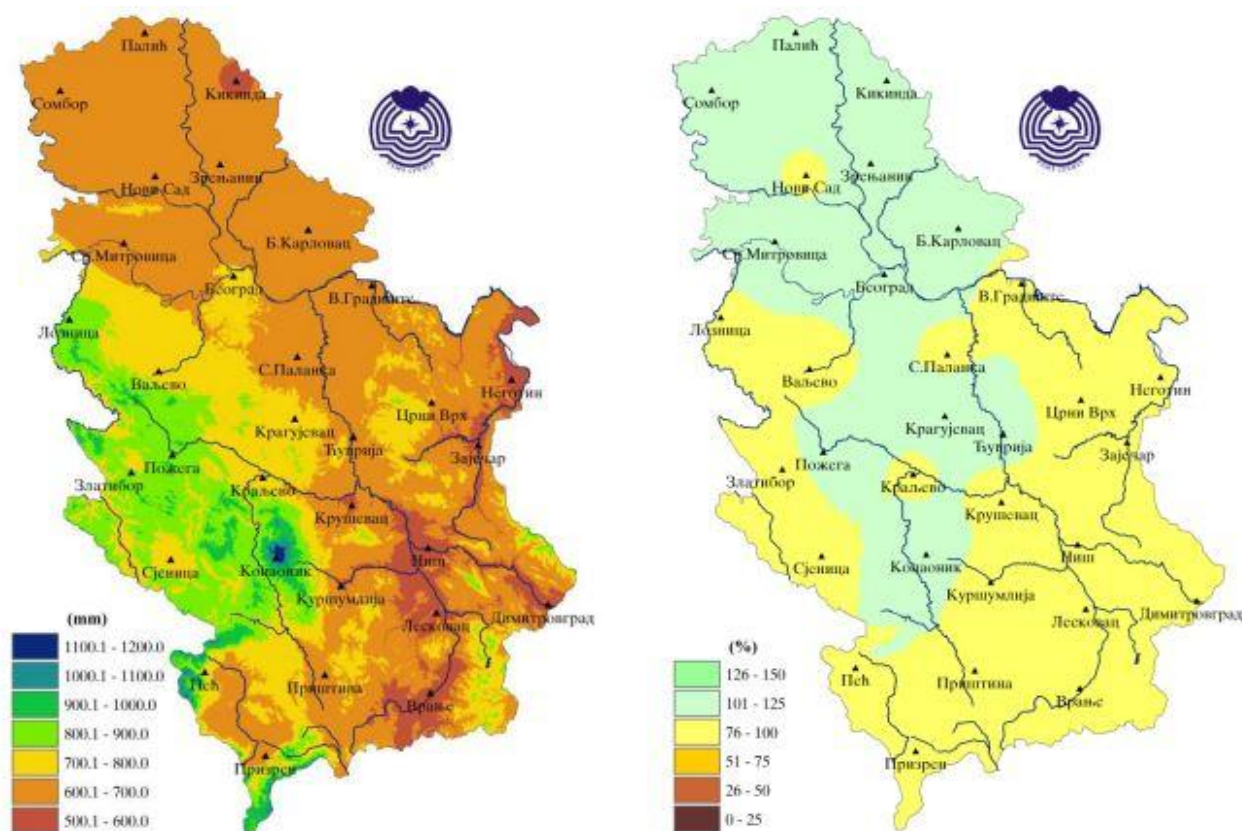 Палић
Кикинда
Сомбор
Зрењанин
Нови Сад
Б.Карловац
Ср.Митровица
Београд
В.Градиште
Лозница
С.Паланка
Ваљево
Неготин
Црни Врх
Крагујевац
Ћуприја
Зајечар
Пожега
Златибор
Краљево
Крушевац
Ниш
Сјеница
Копаоник
Куршумлија
Димитровград
Лесковац
Пећ
Приштина
Врање
Призрен
(mm)
1100.1 - 1200.0
1000.1 - 1100.0
900.1 - 1000.0
800.1 - 900.0
700.1 - 800.0
600.1 - 700.0
500.1 - 600.0
Палић
Кикинда
Сомбор
Зрењанин
Нови Сад
Б.Карловац
Ср.Митровица
Београд
В.Градиште
Лозница
С.Паланка
Ваљево
Неготин
Црни Врх
Крагујевац
Ћуприја
Зајечар
Пожега
Златибор
Краљево
Крушевац
Ниш
Сјеница
Копаоник
Куршумлија
Димитровград
Лесковац
Пећ
Приштина
Врање
Призрен
(%)
126 - 150
101 - 125
76 - 100
51 - 75
26 - 50
0 - 25